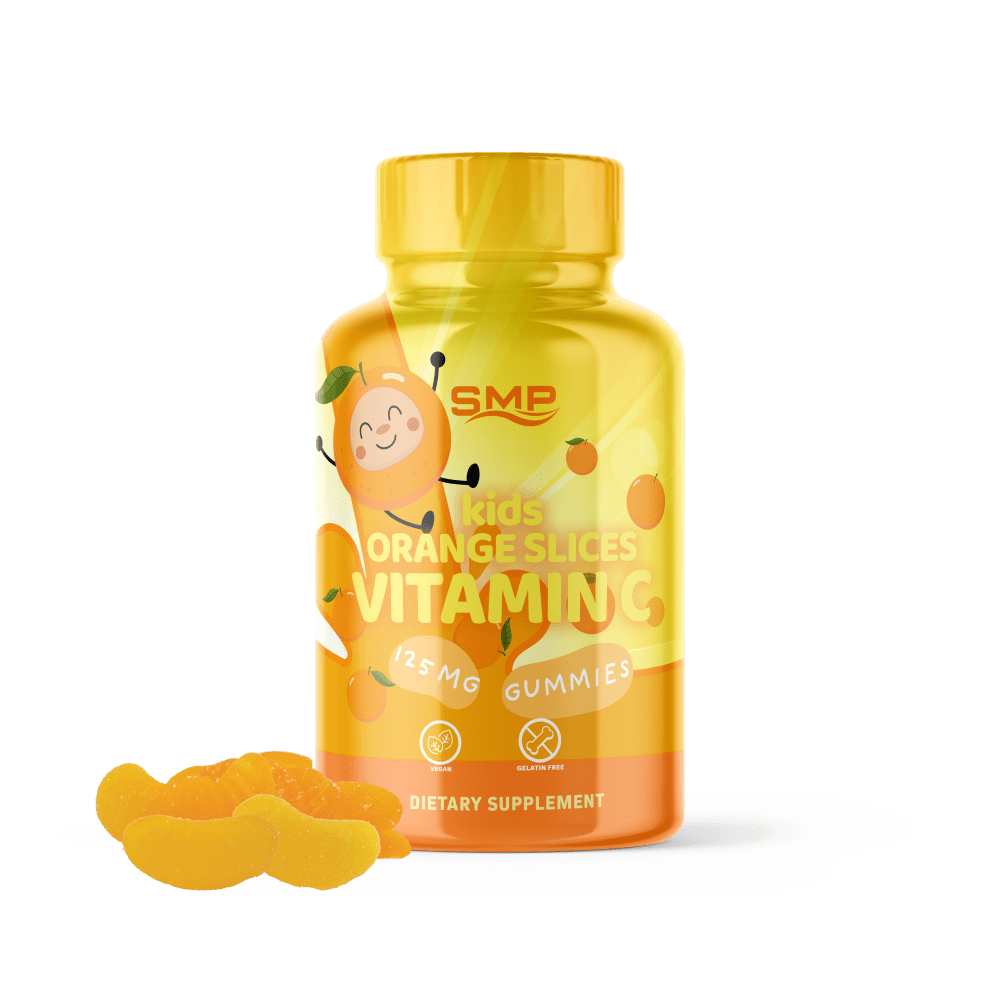 SMP
kids
ORANGE SLICES
VITAMIN C
125 MG
GUMMIES
VEGAN
GELATIN FREE
DIETARY SUPPLEMENT